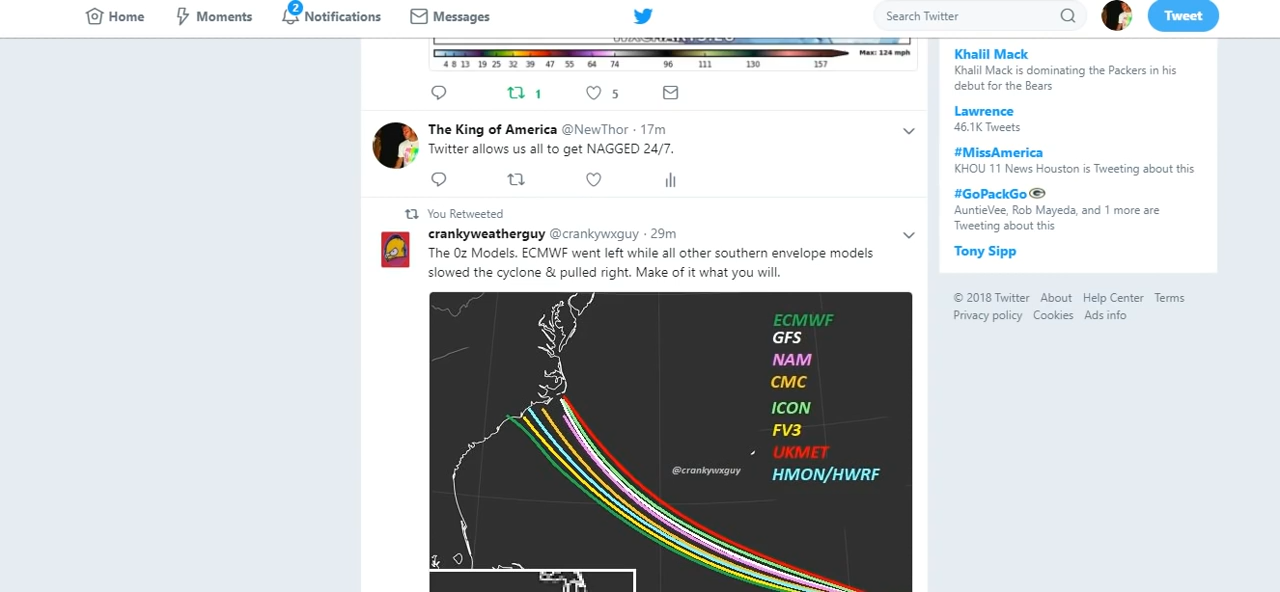 Home
Moments
2
Notifications
Messages
Search Twitter
Tweet
Max: 124 mph
4 8 13 19 25 32 39 47 55 64 74 96 111 130 157
1
5
The King of America @NewThor · 17m
Twitter allows us all to get NAGGED 24/7.
You Retweeted
crankyweatherguy @crankywxguy · 29m
The 0z Models. ECMWF went left while all other southern envelope models
slowed the cyclone & pulled right. Make of it what you will.
ECMWF
GFS
NAM
CMC
ICON
FV3
UKMET
HMON/HWRF
@crankywxguy
Khalil Mack
Khalil Mack is dominating the Packers in his
debut for the Bears
Lawrence
46.1K Tweets
#MissAmerica
KHOU 11 News Houston is Tweeting about this
#GoPackGo
AuntieVee, Rob Mayeda, and 1 more are
Tweeting about this
Tony Sipp
© 2018 Twitter About Help Center Terms
Privacy policy Cookies Ads info